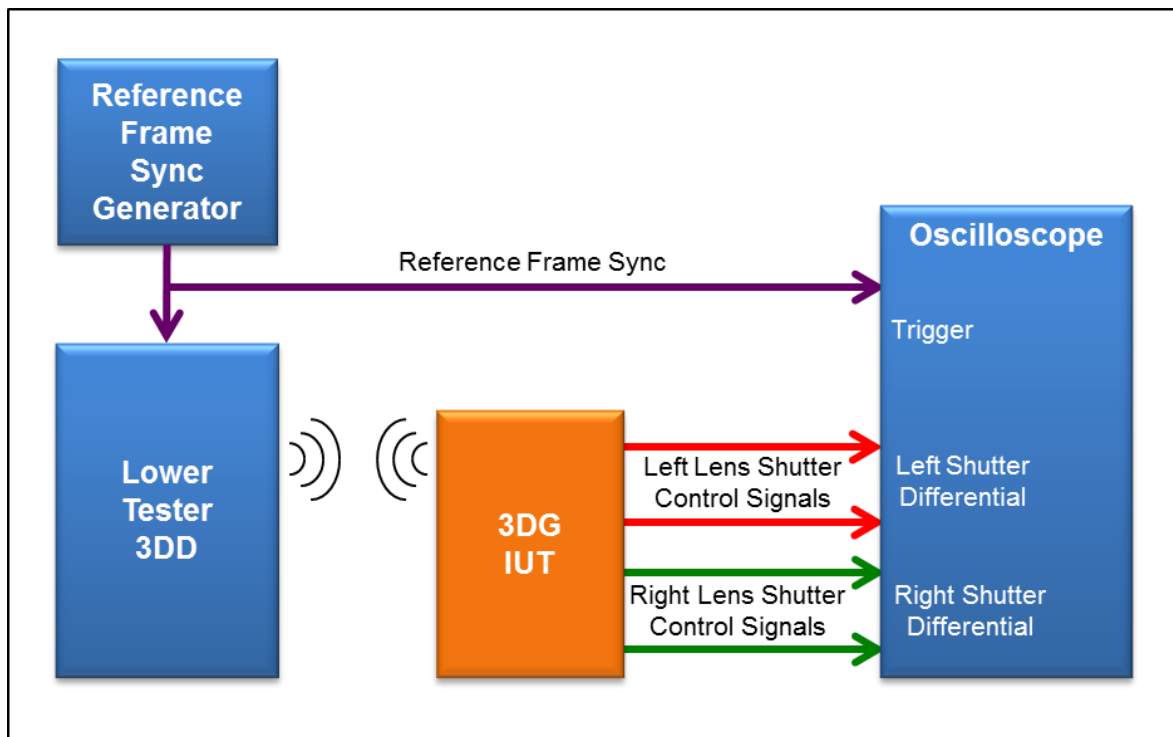 Reference
Frame
Sync
Generator
Oscilloscope
Reference Frame Sync
Trigger
Lower
Tester
3DD
3DG
IUT
Left Lens Shutter
Control Signals
Left Shutter
Differential
Right Lens Shutter
Control Signals
Right Shutter
Differential